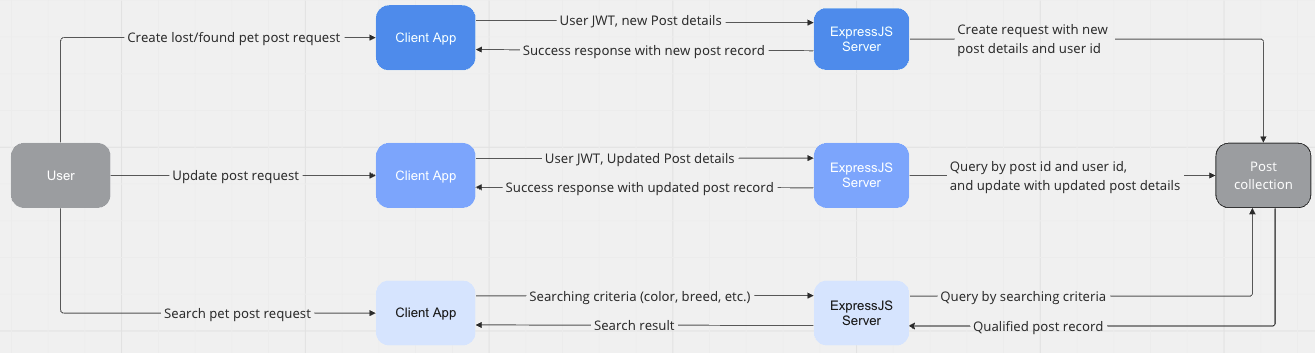 Create lost/found pet post request
Client App
User JWT, new Post details
Success response with new post record
ExpressJS
Server
Create request with new
post details and user id
User
Update post request
Client App
User JWT, Updated Post details
Success response with updated post record
ExpressJS
Server
Query by post id and user id,
and update with updated post details
Post
collection
Search pet post request
Client App
Searching criteria (color, breed, etc.)
Search result
ExpressJS
Server
Query by searching criteria
Qualified post record